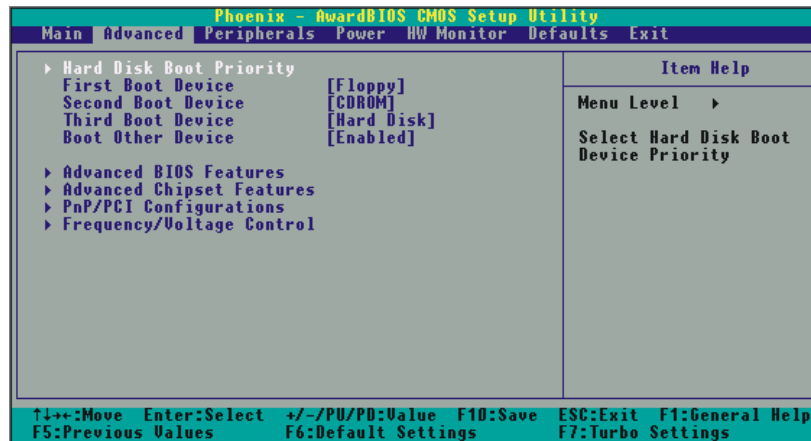 Phoenix - AwardBIOS CMOS Setup Utility
Main Advanced Peripherals Power HW Monitor Defaults Exit
▸ Hard Disk Boot Priority
First Boot Device [Floppy]
Second Boot Device [CDROM]
Third Boot Device [Hard Disk]
Boot Other Device [Enabled]
▸ Advanced BIOS Features
▸ Advanced Chipset Features
▸ PnP/PCI Configurations
▸ Frequency/Voltage Control
Item Help
Menu Level ▸
Select Hard Disk Boot
Device Priority
↑↓→←:Move Enter:Select +/-/PU/PD:Value F10:Save ESC:Exit F1:General Help
F5:Previous Values F6:Default Settings F7:Turbo Settings